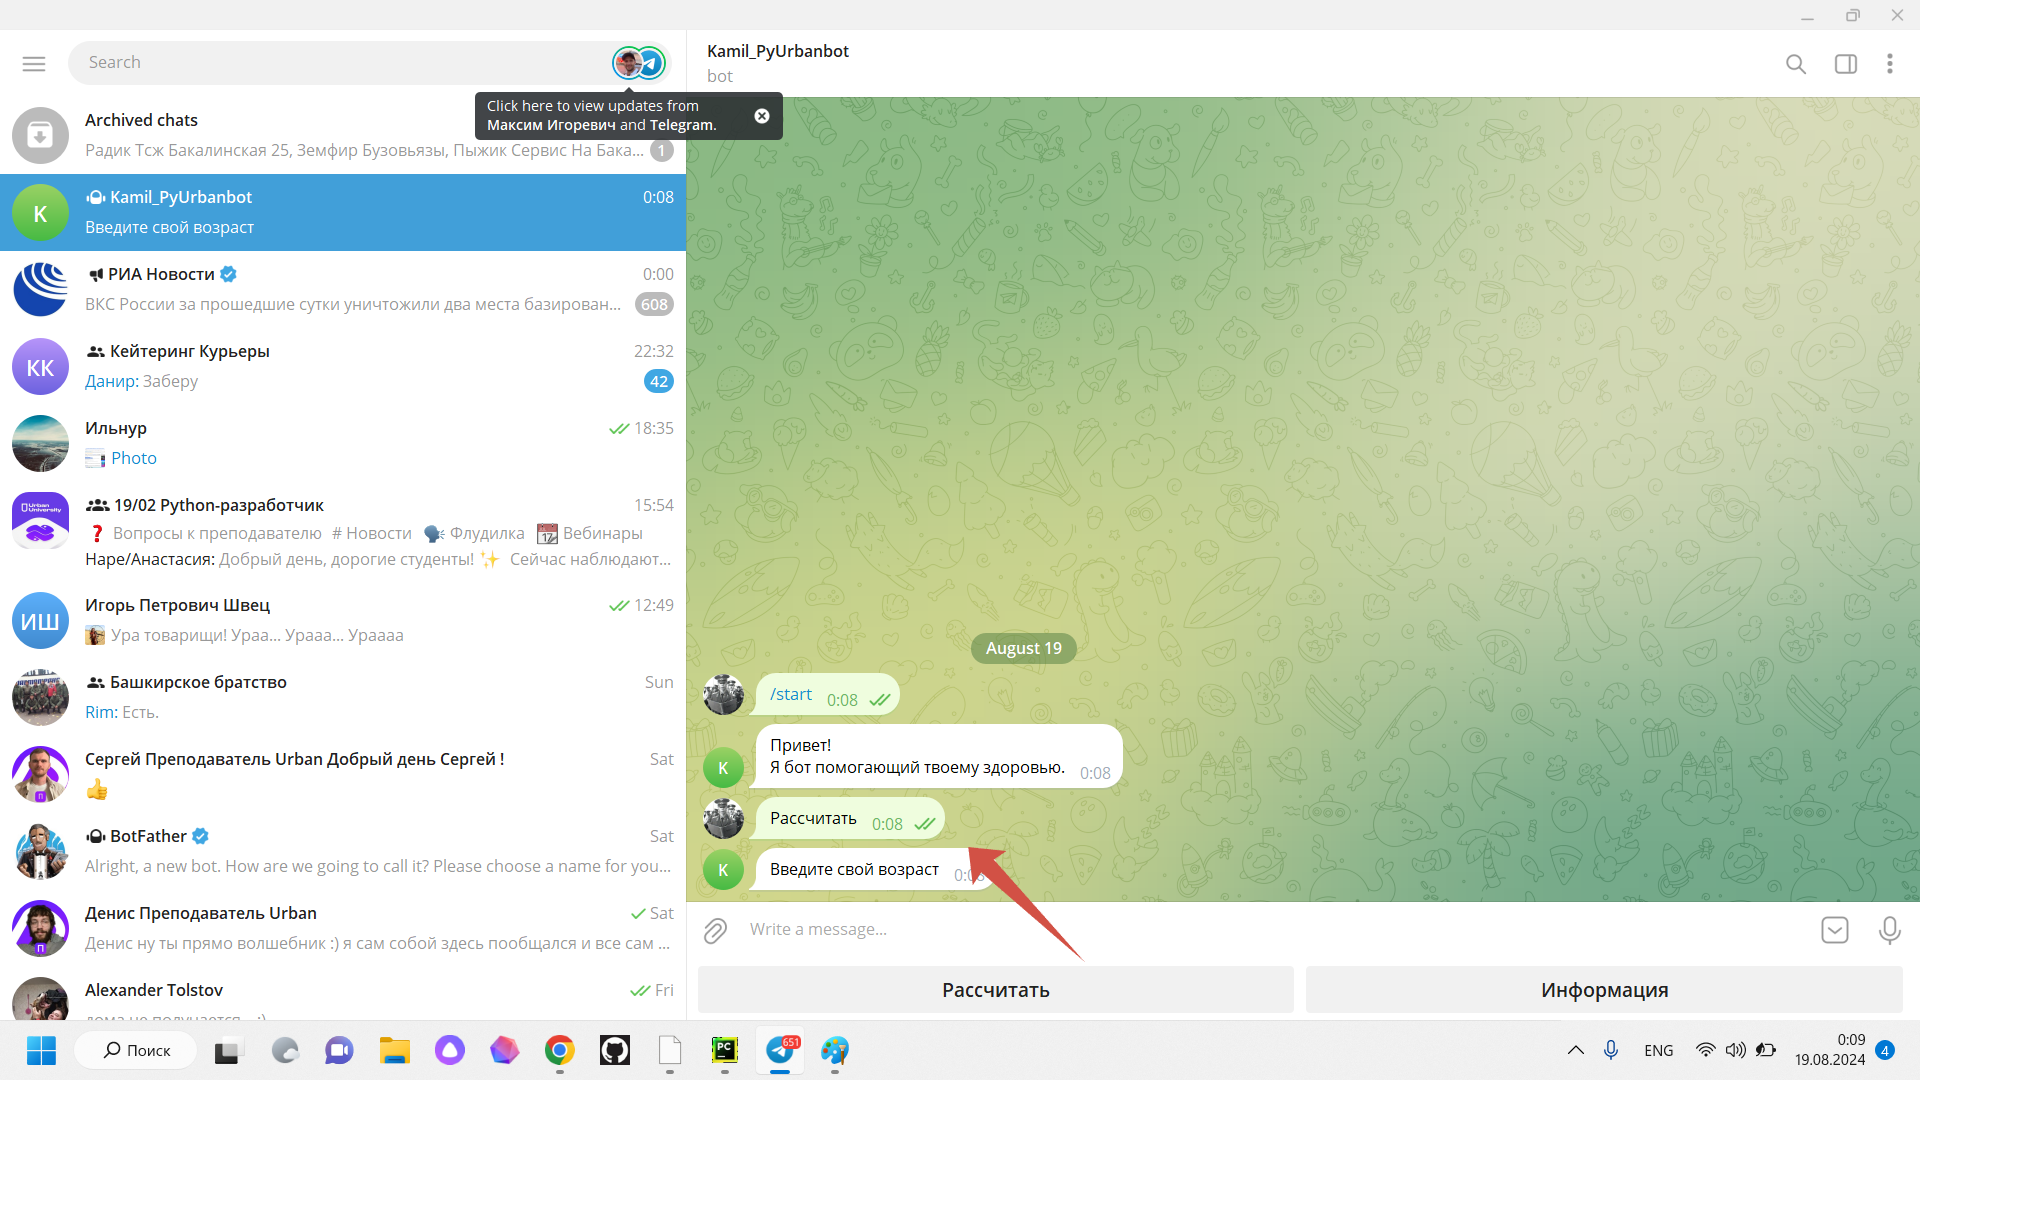 Search
Click here to view updates from
Максим Игоревич and Telegram.
Archived chats
Радик Тсж Бакалинская 25, Земфир Бузовьязы, Пыжик Сервис На Бака... 1
K
Kamil_PyUrbanbot 0:08
Введите свой возраст
РИА Новости 0:00
ВКС России за прошедшие сутки уничтожили два места базирован... 608
КК
Кейтеринг Курьеры 22:32
Данир: Заберу 42
Ильнур 18:35
Photo
Urban University
19/02 Python-разработчик 15:54
❓ Вопросы к преподавателю # Новости 🗣 Флудилка 📆 Вебинары
Наре/Анастасия: Добрый день, дорогие студенты! ✨ Сейчас наблюдают...
ИШ
Игорь Петрович Швец 12:49
Ура товарищи! Ураа... Урааа... Ураааа
Башкирское братство Sun
Rim: Есть.
Сергей Преподаватель Urban Добрый день Сергей ! Sat
👍
BotFather Sat
Alright, a new bot. How are we going to call it? Please choose a name for you...
Денис Преподаватель Urban Sat
Денис ну ты прямо волшебник :) я сам собой здесь пообщался и все сам ...
Alexander Tolstov Fri
Kamil_PyUrbanbot
bot
August 19
/start 0:08
Привет!
K
Я бот помогающий твоему здоровью. 0:08
Рассчитать 0:08
K
Введите свой возраст
Write a message...
Рассчитать
Информация
Поиск
PC
651
ENG
0:09
19.08.2024
4